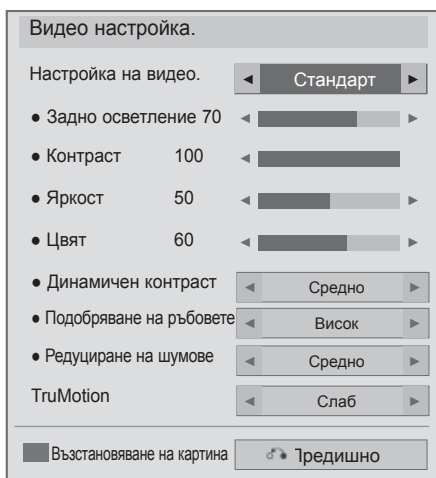 Видео настройка.
Настройка на видео. ◄ Стандарт ►
● Задно осветление 70
● Контраст 100
● Яркост 50
● Цвят 60
● Динамичен контраст ◄ Средно ►
● Подобряване на ръбовете ◄ Висок ►
● Редуциране на шумове ◄ Средно ►
TruMotion ◄ Слаб ►
Възстановяване на картина Предишно